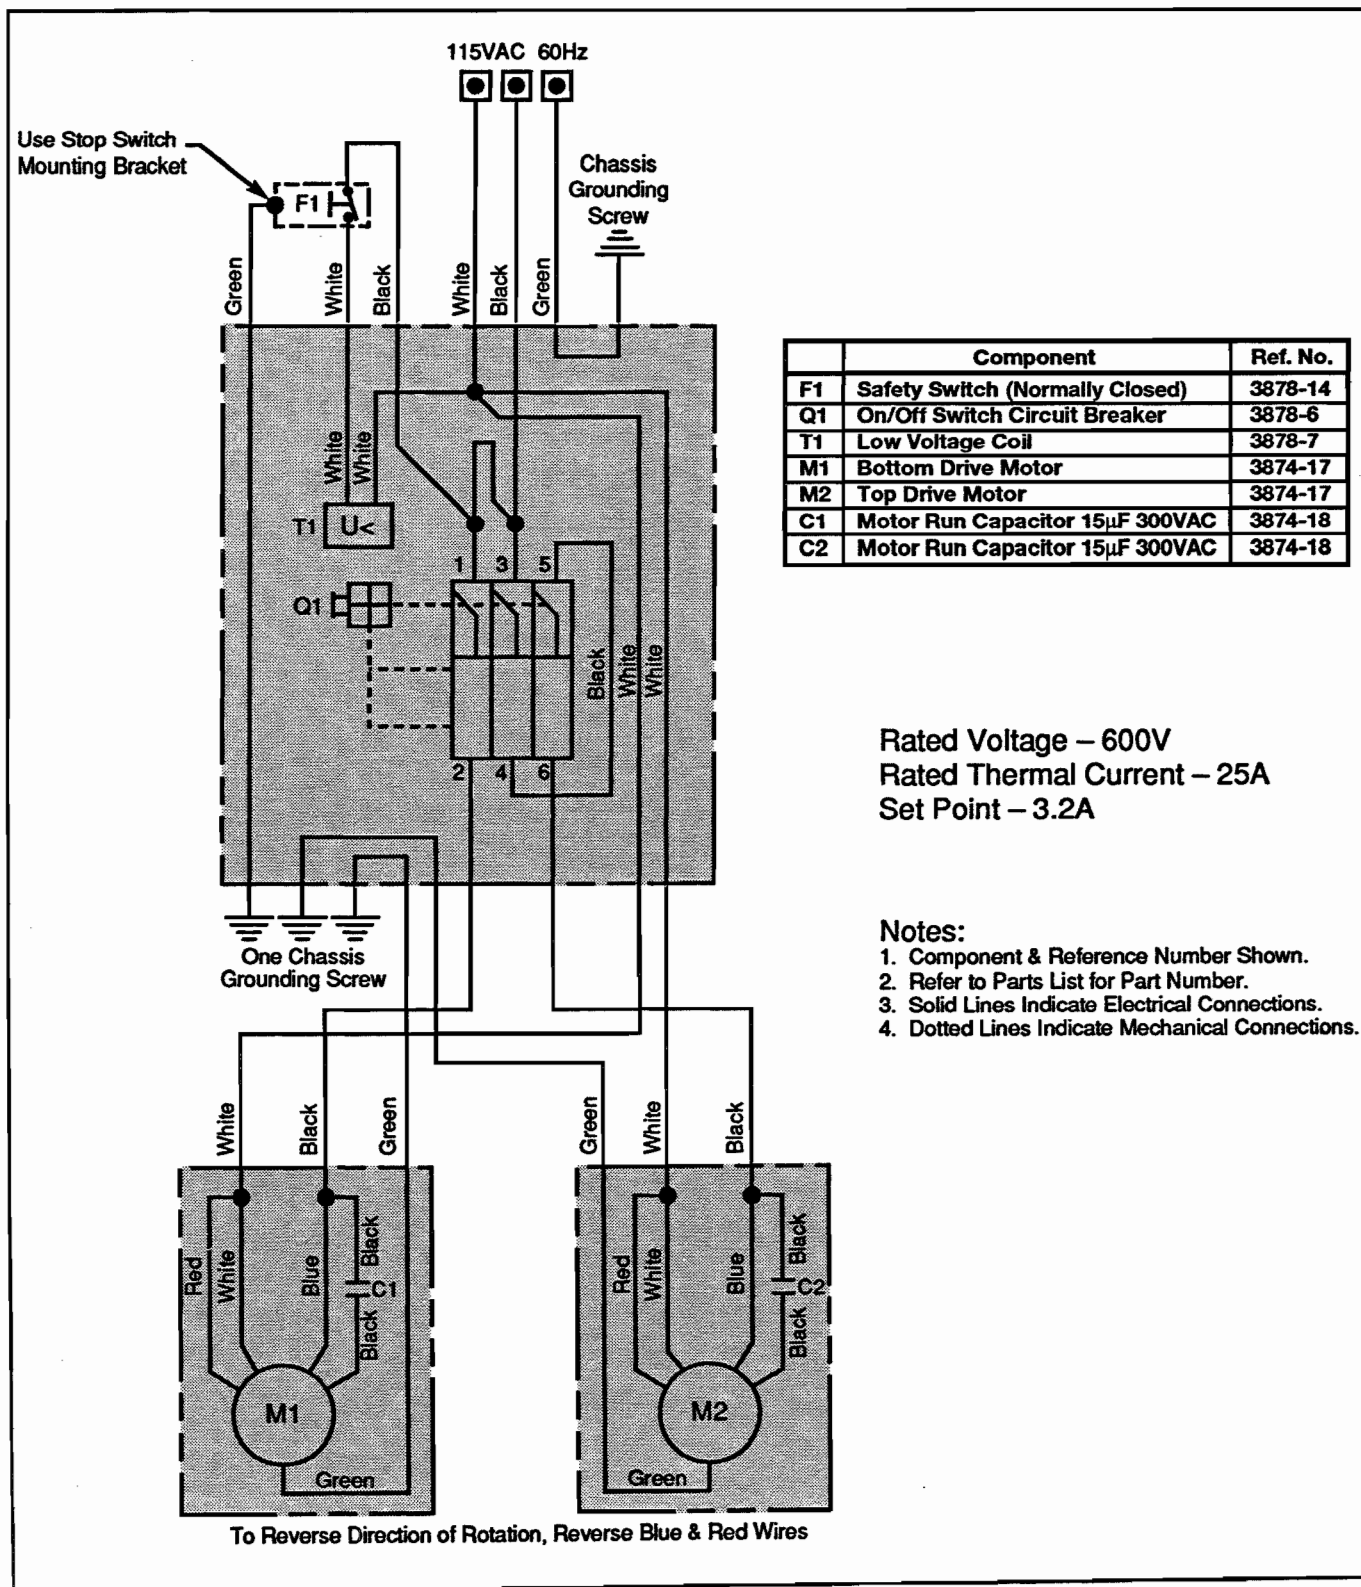 115VAC 60Hz
Use Stop Switch
Mounting Bracket
F1
Chassis
Grounding
Screw
Green
White
Black
White
Black
Green
White
White
T1
U<
1 3 5
Q1
Black
White
White
2 4 6
One Chassis
Grounding Screw
Component Ref. No.
F1 Safety Switch (Normally Closed) 3878-14
Q1 On/Off Switch Circuit Breaker 3878-6
T1 Low Voltage Coil 3878-7
M1 Bottom Drive Motor 3874-17
M2 Top Drive Motor 3874-17
C1 Motor Run Capacitor 15µF 300VAC 3874-18
C2 Motor Run Capacitor 15µF 300VAC 3874-18
Rated Voltage – 600V
Rated Thermal Current – 25A
Set Point – 3.2A
Notes:
1. Component & Reference Number Shown.
2. Refer to Parts List for Part Number.
3. Solid Lines Indicate Electrical Connections.
4. Dotted Lines Indicate Mechanical Connections.
White
Black
Green
Green
White
Black
Red
White
Blue
Black
C1
Black
M1
Green
Red
White
Blue
Black
C2
Black
M2
Green
To Reverse Direction of Rotation, Reverse Blue & Red Wires